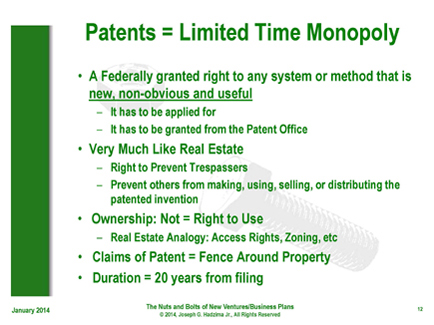 Patents = Limited Time Monopoly
• A Federally granted right to any system or method that is
new, non-obvious and useful
– It has to be applied for
– It has to be granted from the Patent Office
• Very Much Like Real Estate
– Right to Prevent Trespassers
– Prevent others from making, using, selling, or distributing the
patented invention
• Ownership: Not = Right to Use
– Real Estate Analogy: Access Rights, Zoning, etc
• Claims of Patent = Fence Around Property
• Duration = 20 years from filing
January 2014
The Nuts and Bolts of New Ventures/Business Plans
© 2014, Joseph G. Hadzima Jr., All Rights Reserved
12